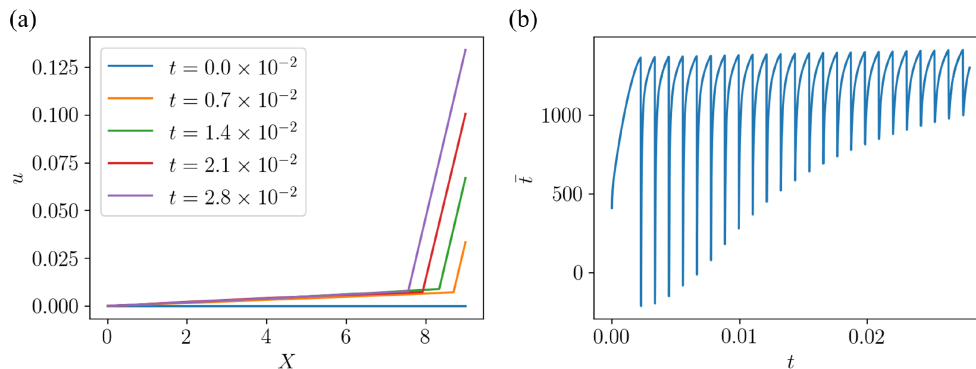 (a)
0.125
0.100
0.075
0.050
0.025
0.000
u
t = 0.0 × 10⁻²
t = 0.7 × 10⁻²
t = 1.4 × 10⁻²
t = 2.1 × 10⁻²
t = 2.8 × 10⁻²
0 2 4 6 8
X
(b)
1000
500
0
t̄
0.00 0.01 0.02
t